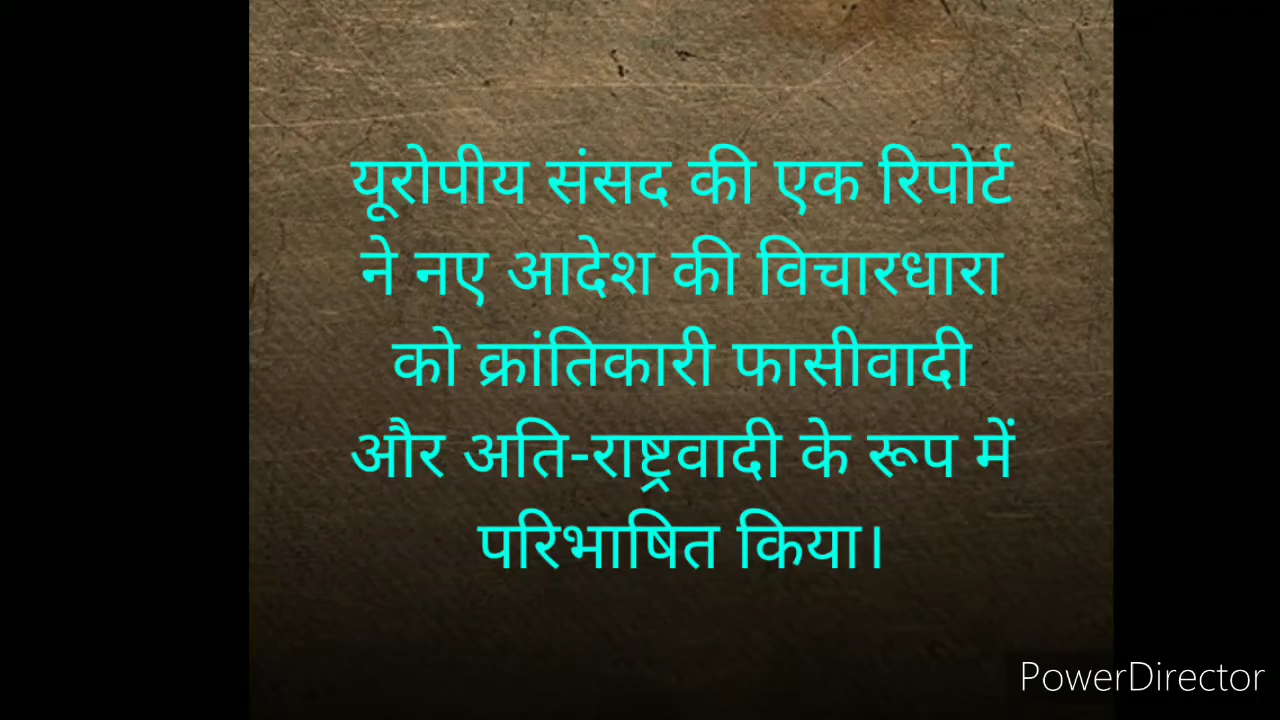 यूरोपीय संसद की एक रिपोर्ट
ने नए आदेश की विचारधारा
को क्रांतिकारी फासीवादी
और अति-राष्ट्रवादी के रूप में
परिभाषित किया।
PowerDirector